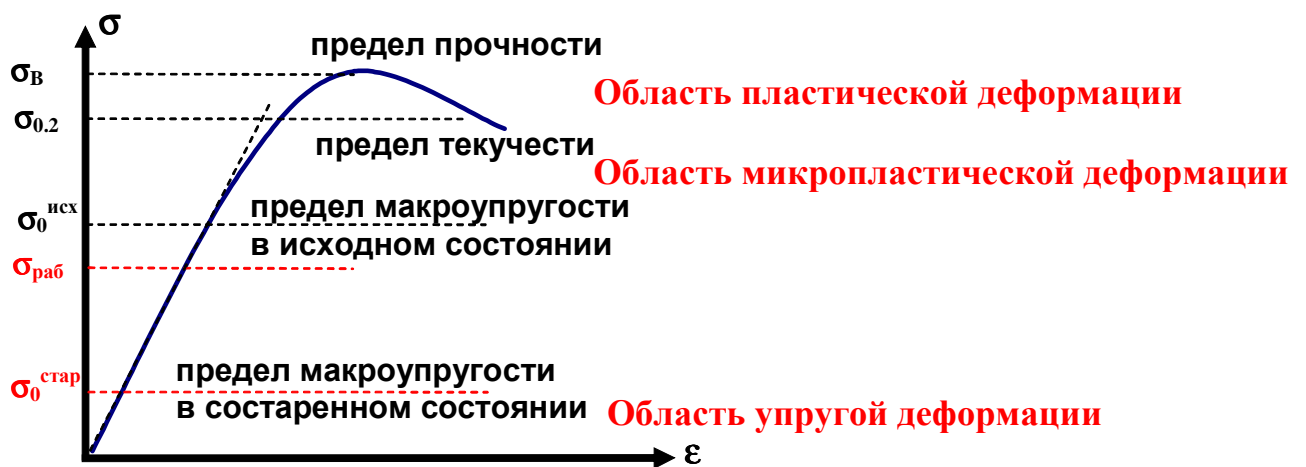 σ
предел прочности
σВ
Область пластической деформации
σ0.2
предел текучести
Область микропластической деформации
σ0исх
предел макроупругости
в исходном состоянии
σраб
σ0стар
предел макроупругости
в состаренном состоянии
Область упругой деформации
ε